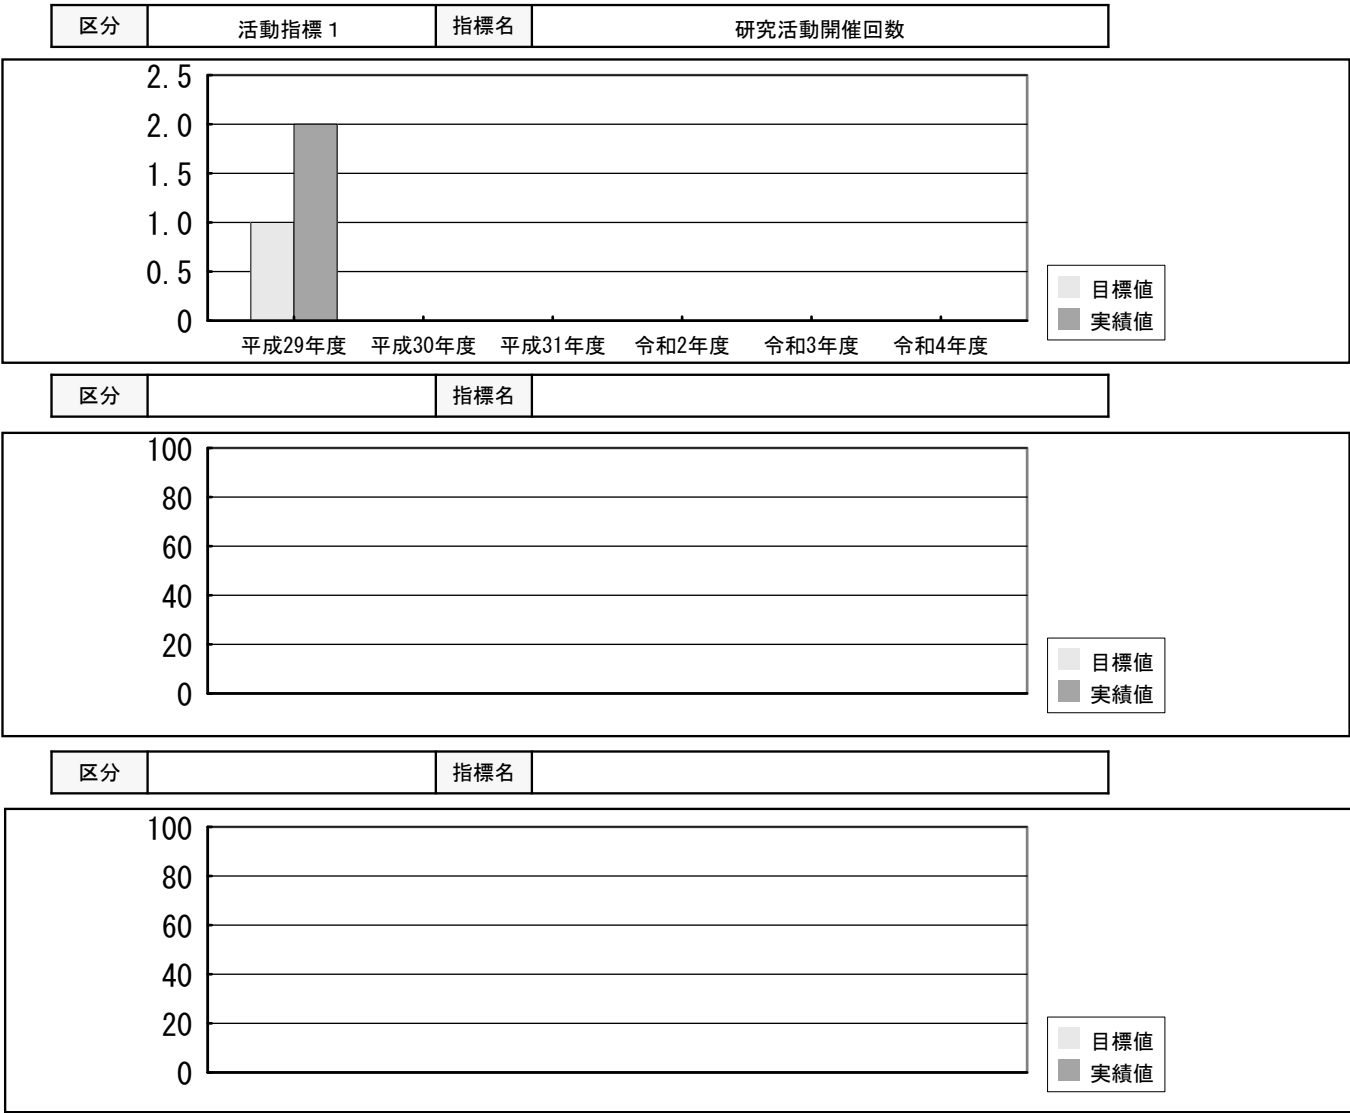 区分 活動指標１ 指標名 研究活動開催回数
2.5
2.0
1.5
1.0
0.5
0
平成29年度 平成30年度 平成31年度 令和2年度 令和3年度 令和4年度
目標値
実績値
区分 指標名
100
80
60
40
20
0
目標値
実績値
区分 指標名
100
80
60
40
20
0
目標値
実績値